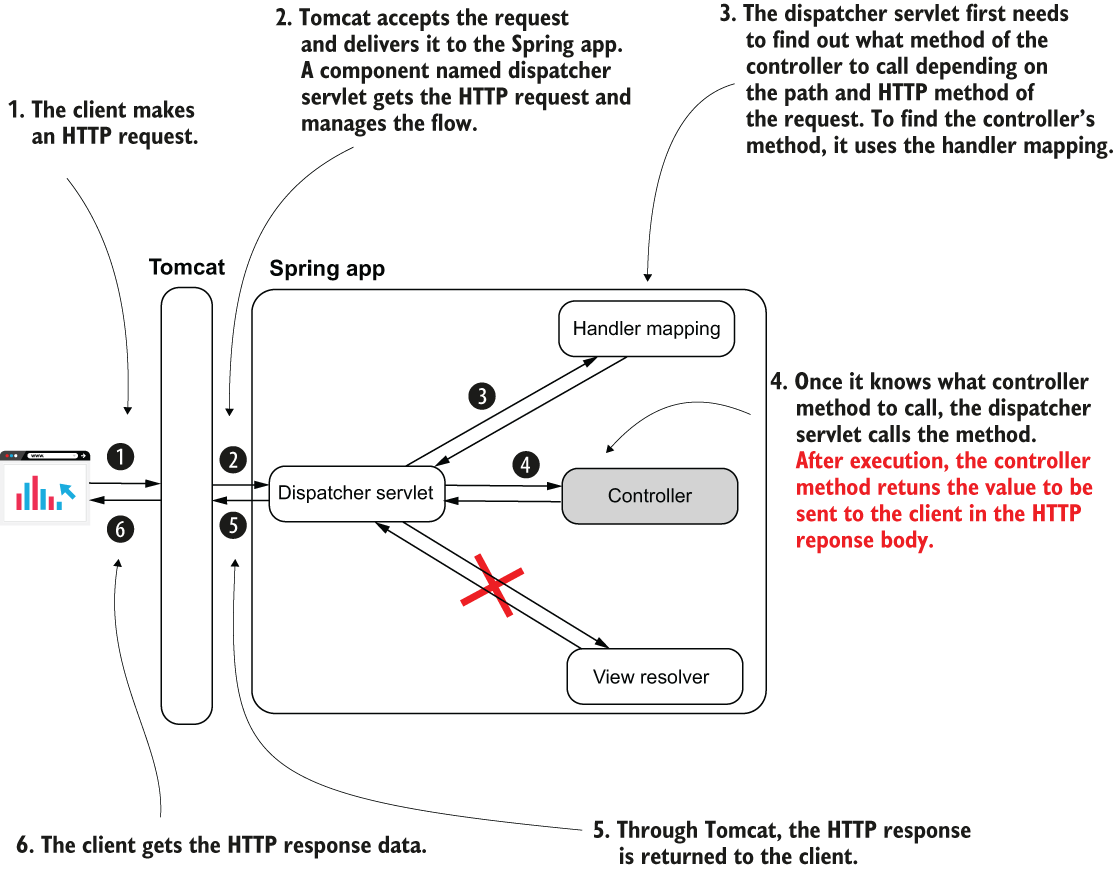 1. The client makes
an HTTP request.
2. Tomcat accepts the request
and delivers it to the Spring app.
A component named dispatcher
servlet gets the HTTP request and
manages the flow.
3. The dispatcher servlet first needs
to find out what method of the
controller to call depending on
the path and HTTP method of
the request. To find the controller's
method, it uses the handler mapping.
Tomcat
Spring app
Handler mapping
3
4. Once it knows what controller
method to call, the dispatcher
servlet calls the method.
After execution, the controller
method retuns the value to be
sent to the client in the HTTP
reponse body.
www.
1
2
4
Dispatcher servlet
Controller
6
5
View resolver
5. Through Tomcat, the HTTP response
is returned to the client.
6. The client gets the HTTP response data.